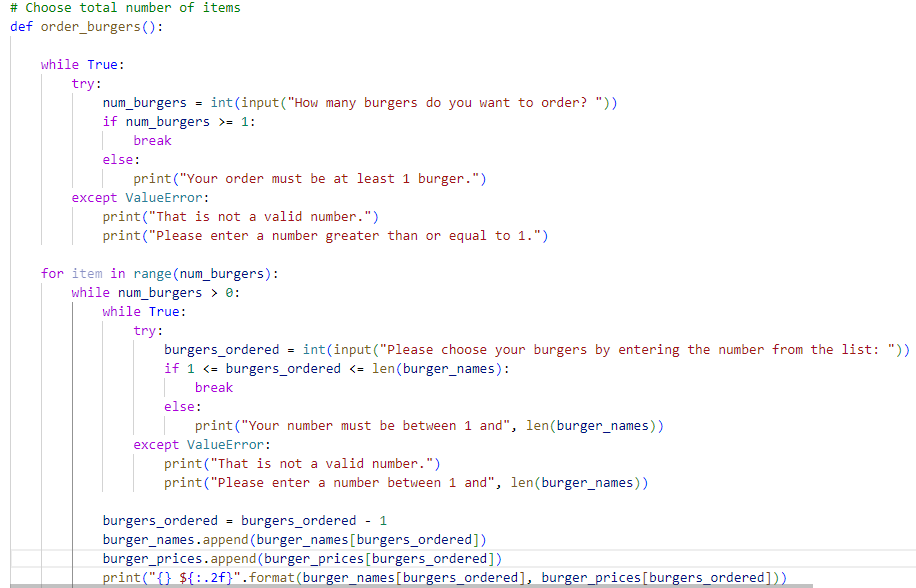 # Choose total number of items
def order_burgers():
while True:
try:
num_burgers = int(input("How many burgers do you want to order? "))
if num_burgers >= 1:
break
else:
print("Your order must be at least 1 burger.")
except ValueError:
print("That is not a valid number.")
print("Please enter a number greater than or equal to 1.")
for item in range(num_burgers):
while num_burgers > 0:
while True:
try:
burgers_ordered = int(input("Please choose your burgers by entering the number from the list: "))
if 1 <= burgers_ordered <= len(burger_names):
break
else:
print("Your number must be between 1 and", len(burger_names))
except ValueError:
print("That is not a valid number.")
print("Please enter a number between 1 and", len(burger_names))
burgers_ordered = burgers_ordered - 1
burger_names.append(burger_names[burgers_ordered])
burger_prices.append(burger_prices[burgers_ordered])
print("{} ${:.2f}".format(burger_names[burgers_ordered], burger_prices[burgers_ordered]))